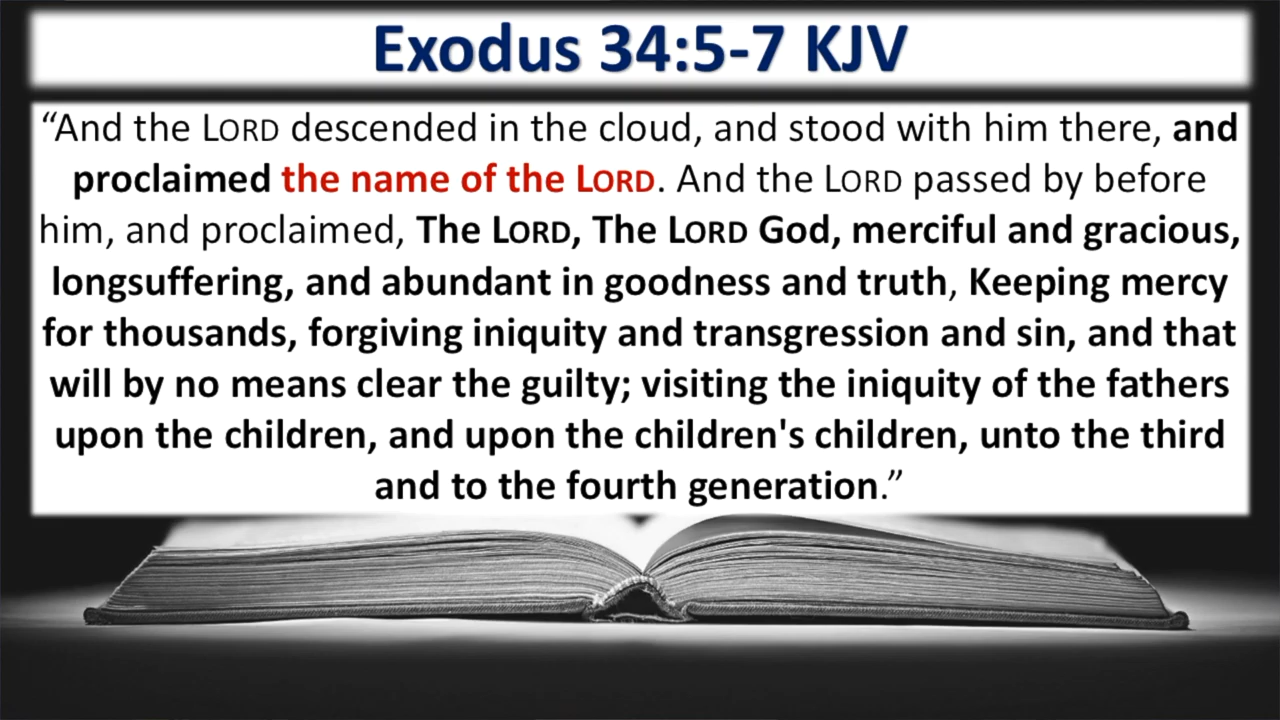 Exodus 34:5-7 KJV
“And the LORD descended in the cloud, and stood with him there, and
proclaimed the name of the LORD. And the LORD passed by before
him, and proclaimed, The LORD, The LORD God, merciful and gracious,
longsuffering, and abundant in goodness and truth, Keeping mercy
for thousands, forgiving iniquity and transgression and sin, and that
will by no means clear the guilty; visiting the iniquity of the fathers
upon the children, and upon the children's children, unto the third
and to the fourth generation.”